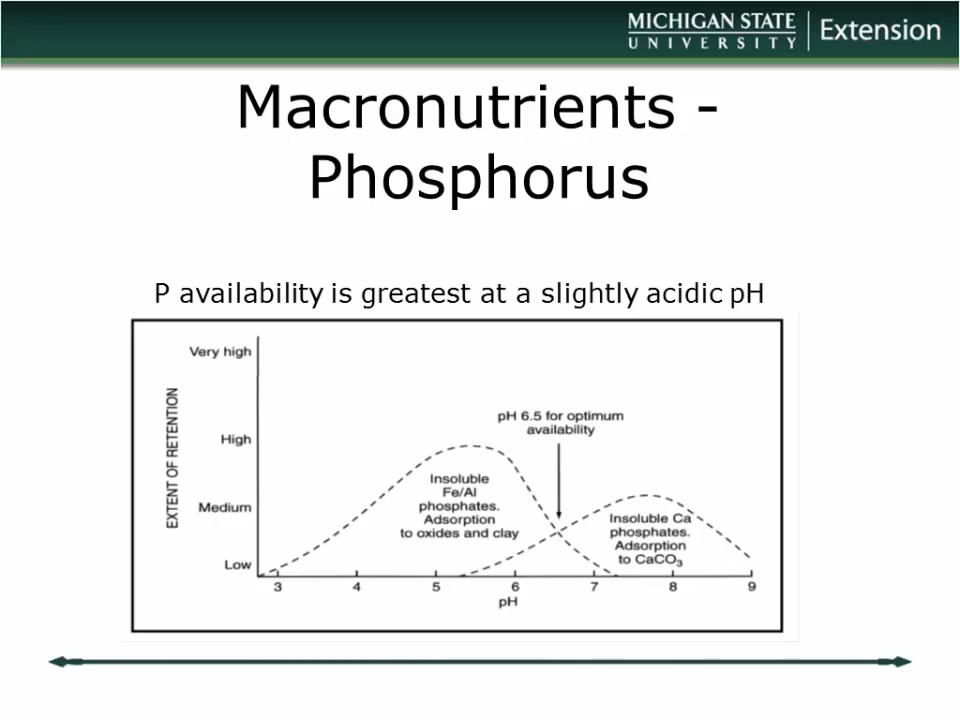 MICHIGAN STATE
UNIVERSITY
Extension
Macronutrients -
Phosphorus
P availability is greatest at a slightly acidic pH
EXTENT OF RETENTION
Very high
High
Medium
Low
pH 6.5 for optimum
availability
Insoluble
Fe/Al
phosphates.
Adsorption
to oxides and clay
Insoluble Ca
phosphates.
Adsorption
to CaCO₃
3 4 5 6 7 8 9
pH